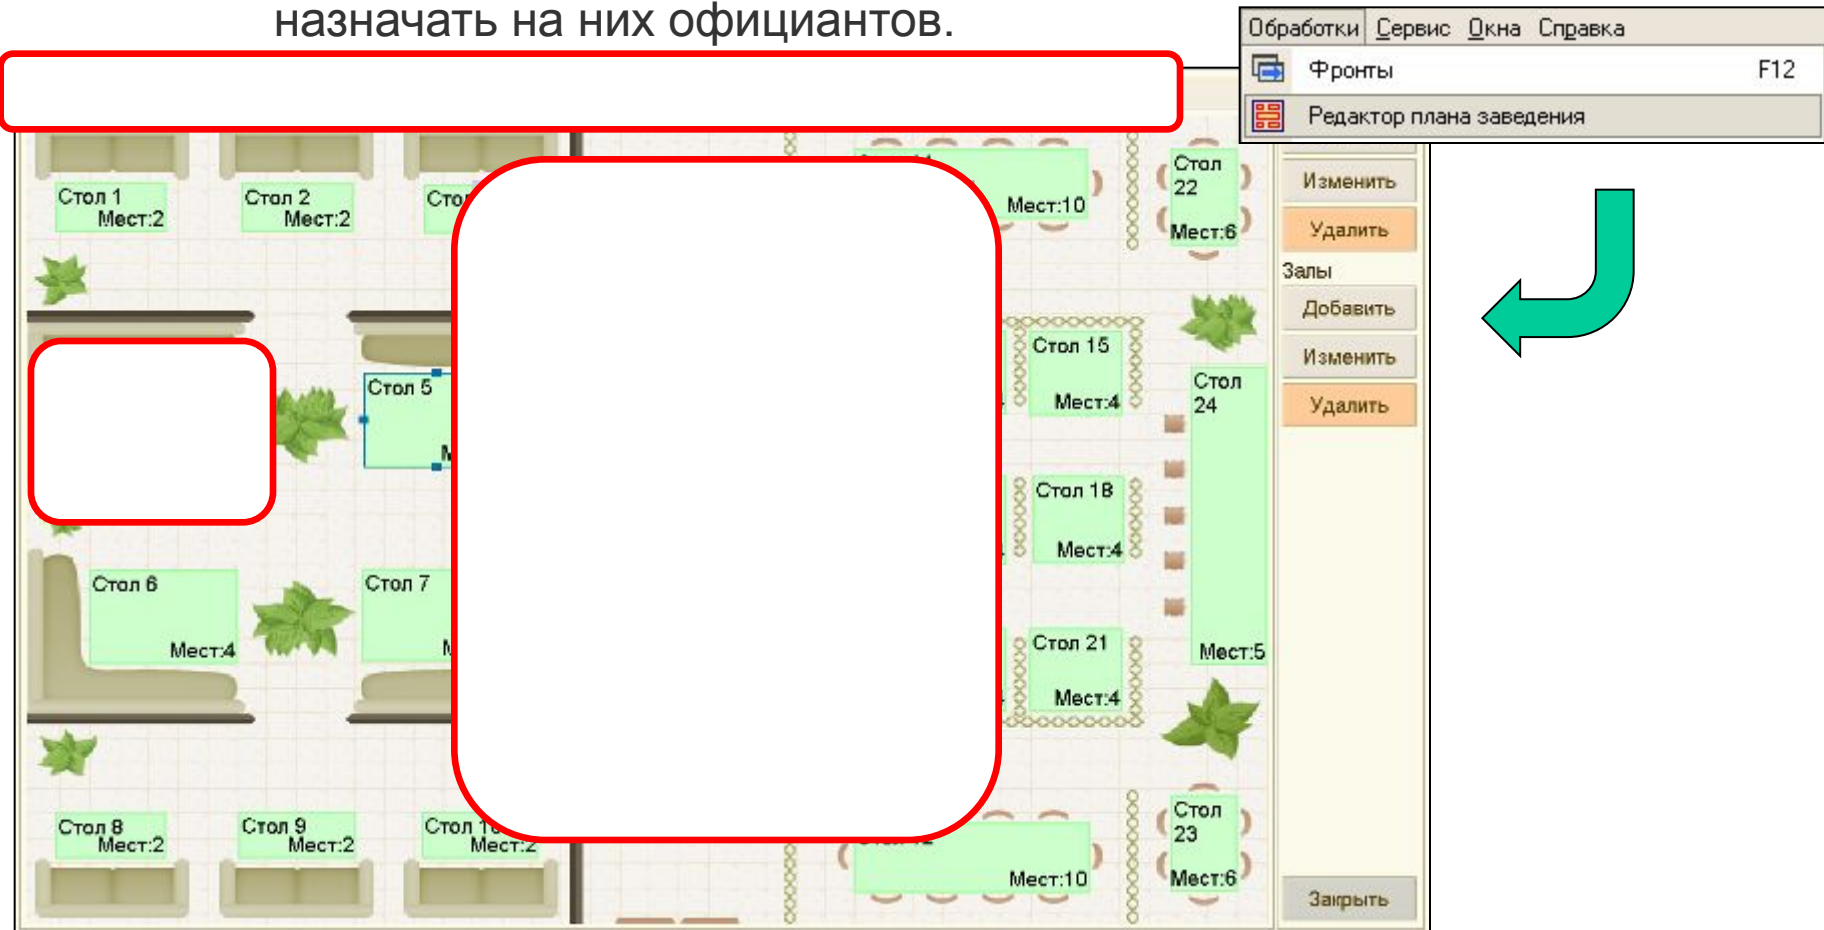 назначать на них официантов.
Обработки Сервис Окна Справка
Фронты F12
Редактор плана заведения
Стол 1
Мест:2
Стол 2
Мест:2
Мест:10
Стол
22
Мест:6
Изменить
Удалить
Залы
Добавить
Изменить
Удалить
Стол 5
Стол 15
Мест:4
Стол
24
Мест:5
Стол 18
Мест:4
Стол 6
Мест:4
Стол 7
Стол 21
Мест:4
Стол 8
Мест:2
Стол 9
Мест:2
Стол
Мест:2
Мест:10
Стол
23
Мест:6
Закрыть